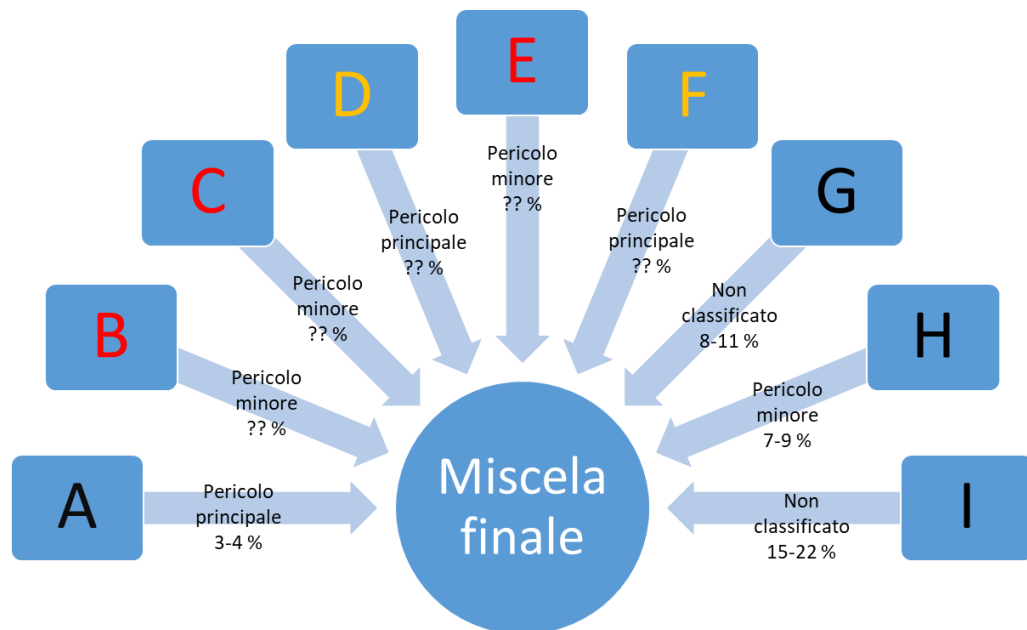 A
Pericolo
principale
3-4 %
B
Pericolo
minore
?? %
C
Pericolo
minore
?? %
D
Pericolo
principale
?? %
E
Pericolo
minore
?? %
F
Pericolo
principale
?? %
G
Non
classificato
8-11 %
H
Pericolo
minore
7-9 %
I
Non
classificato
15-22 %
Miscela
finale